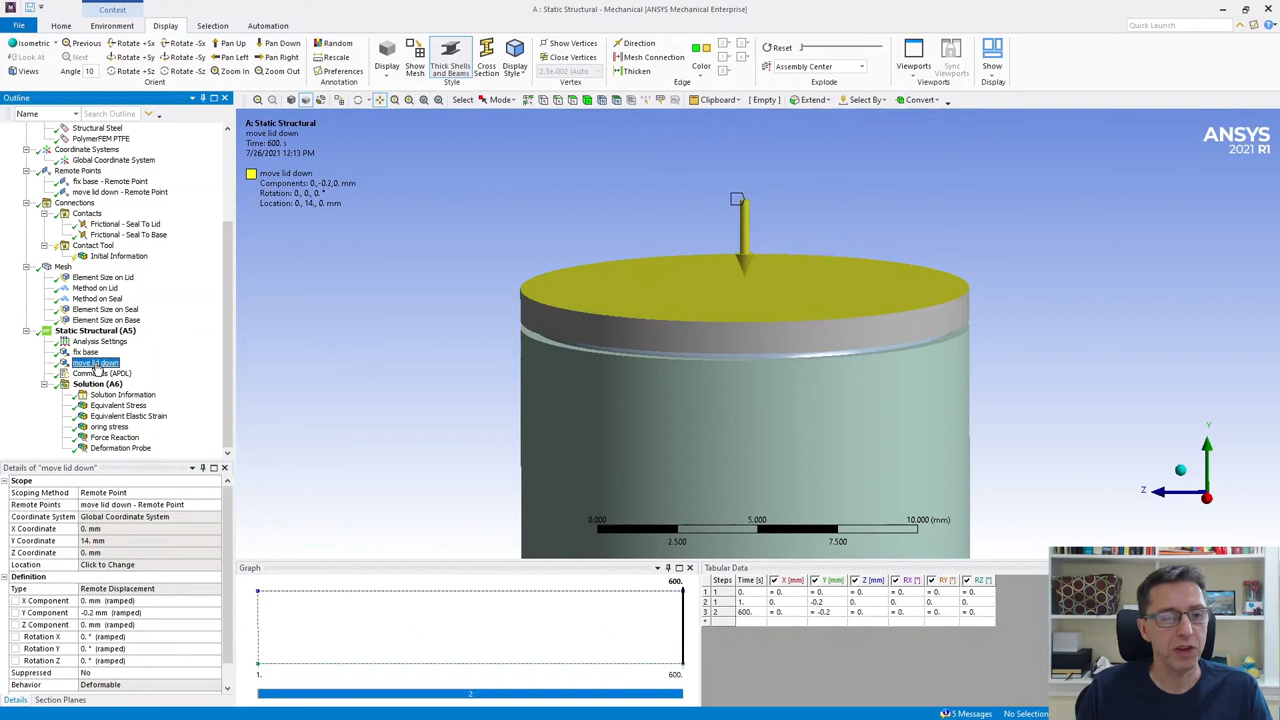 Context
A : Static Structural - Mechanical [ANSYS Mechanical Enterprise]
File Home Environment Display Selection Automation
Quick Launch
Isometric Previous Rotate +Sx Rotate -Sx Pan Up Pan Down Random
Look At Rotate +Sy Rotate -Sy Pan Left Pan Right Rescale
Views Angle 10 Rotate +Sz Rotate -Sz Zoom In Zoom Out Preferences
Orient Annotation
Display Show Mesh Thick Shells and Beams Cross Section Display Style
Style
Show Vertices
Close Vertices
2.3e-002 (Auto
Vertex
Direction
Mesh Connection
Thicken
Color
Edge
Reset
Assembly Center
Explode
Viewports Sync Viewports
Viewports
Show
Display
Outline
Name Search Outline
Select Mode Clipboard [ Empty ] Extend Select By Convert
Structural Steel
PolymerFEM PTFE
Coordinate Systems
Global Coordinate System
Remote Points
fix base - Remote Point
move lid down - Remote Point
Connections
Contacts
Frictional - Seal To Lid
Frictional - Seal To Base
Contact Tool
Initial Information
Mesh
Element Size on Lid
Method on Lid
Method on Seal
Element Size on Seal
Element Size on Base
Static Structural (A5)
Analysis Settings
fix base
move lid down
(APDL)
Solution (A6)
Solution Information
Equivalent Stress
Equivalent Elastic Strain
oring stress
Force Reaction
Deformation Probe
A: Static Structural
move lid down
Time: 600. s
7/26/2021 12:13 PM
move lid down
Components: 0.,-0.2,0. mm
Rotation: 0., 0., 0. °
Location: 0., 14., 0. mm
ANSYS
2021 R1
0.000 5.000 10.000 (mm)
2.500 7.500
Y
Z
Details of "move lid down"
Scope
Scoping Method Remote Point
Remote Points move lid down - Remote Point
Coordinate System Global Coordinate System
X Coordinate 0. mm
Y Coordinate 14. mm
Z Coordinate 0. mm
Location Click to Change
Definition
Type Remote Displacement
X Component 0. mm (ramped)
Y Component -0.2 mm (ramped)
Z Component 0. mm (ramped)
Rotation X 0. ° (ramped)
Rotation Y 0. ° (ramped)
Rotation Z 0. ° (ramped)
Suppressed No
Behavior Deformable
Details Section Planes
Graph
600.
1. 600.
2
Tabular Data
Steps Time [s] X [mm] Y [mm] Z [mm] RX [°] RY [°] RZ [°]
1 1 0. = 0. = 0. = 0. = 0. = 0. = 0.
2 1 1. 0. -0.2 0. 0. 0. 0.
3 2 600. = 0. = -0.2 = 0. = 0. = 0. = 0.
*
5 Messages No Selection